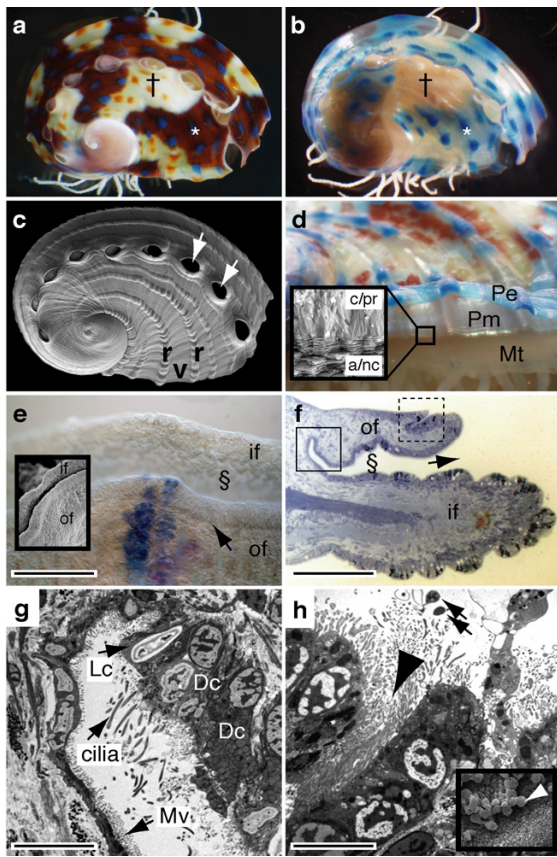 a
†
*
b
†
*
c
r
v
r
d
Pe
Pm
Mt
c/pr
a/nc
e
if
§
of
if
of
f
of
§
if
g
Lc
Dc
Dc
cilia
Mv
h